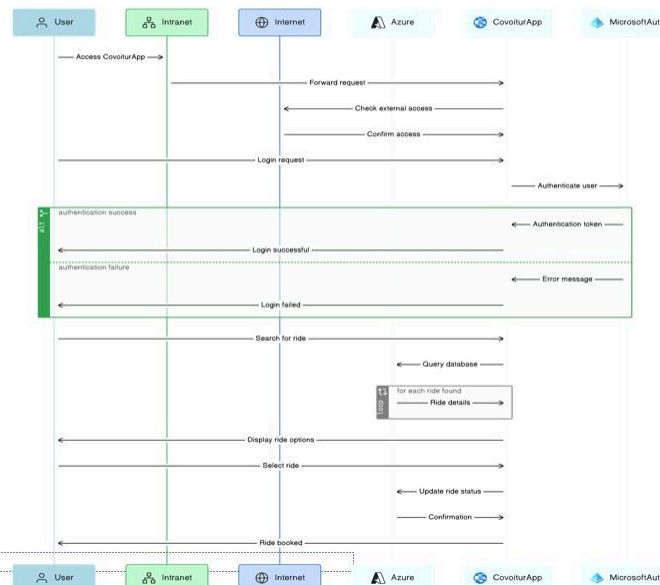 User
Intranet
Internet
Azure
CovoiturApp
MicrosoftAut
Access CovoiturApp
Forward request
Check external access
Confirm access
Login request
Authenticate user
alt
authentication success
Authentication token
Login successful
authentication failure
Error message
Login failed
Search for ride
Query database
loop
for each ride found
Ride details
Display ride options
Select ride
Update ride status
Confirmation
Ride booked
User
Intranet
Internet
Azure
CovoiturApp
MicrosoftAut